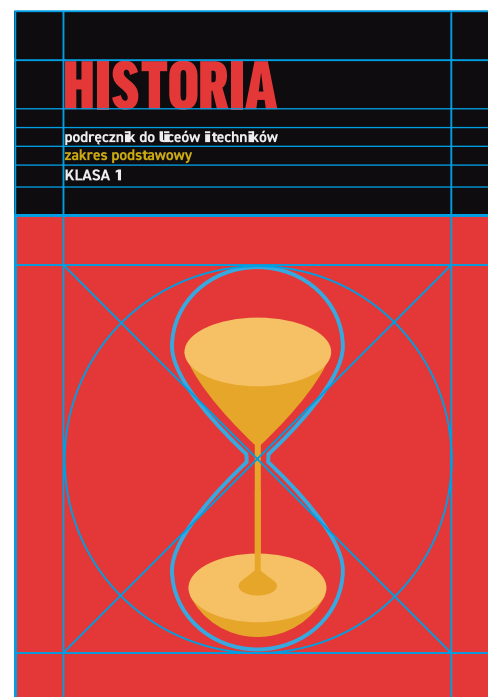 HISTORIA
podręcznik do liceów i techników
zakres podstawowy
KLASA 1